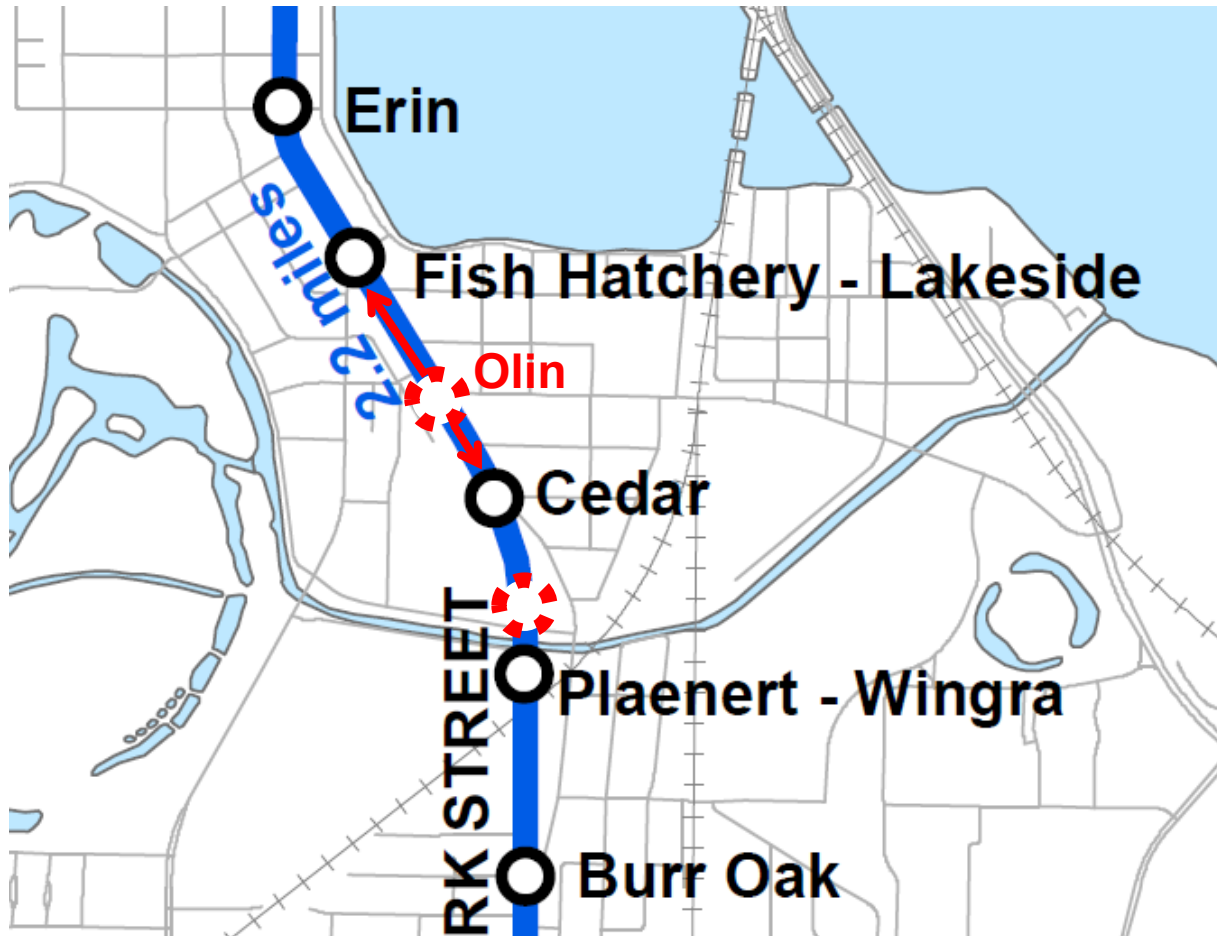 Erin
2.2 miles
Fish Hatchery - Lakeside
Olin
Cedar
RK STREET
Plaenert - Wingra
Burr Oak